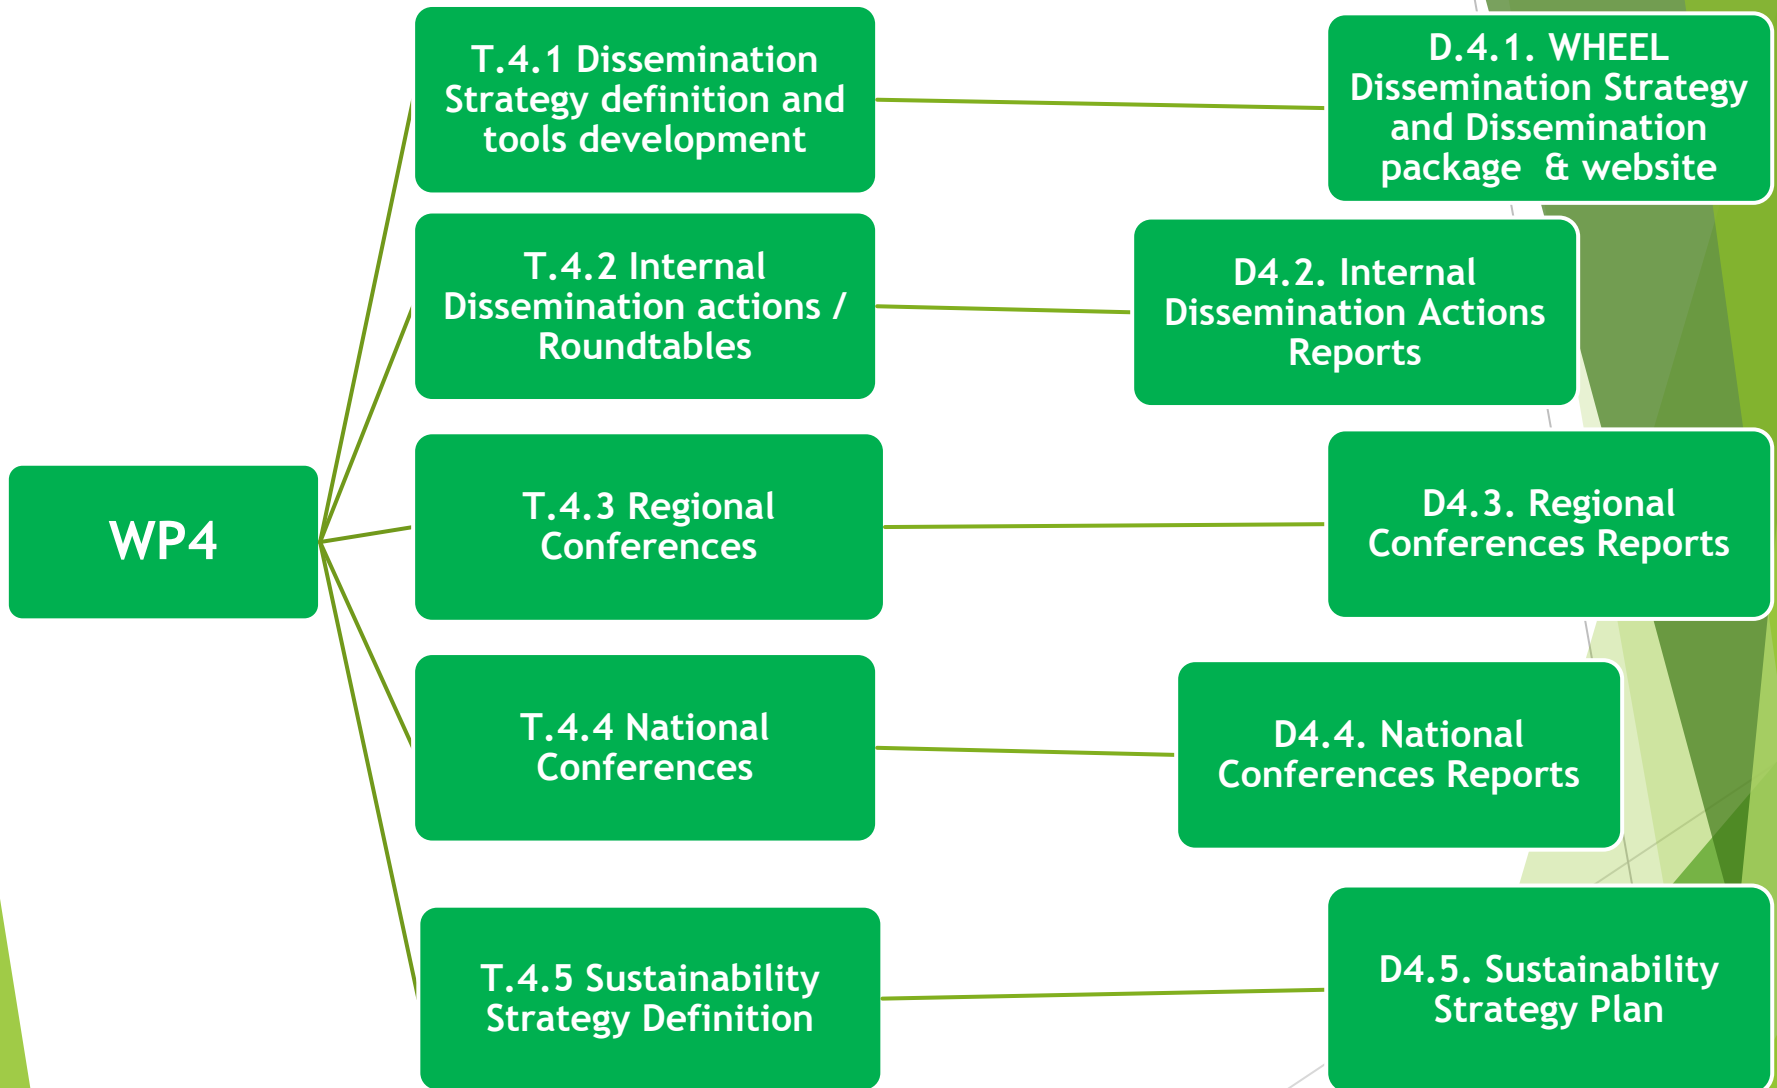 T.4.1 Dissemination
Strategy definition and
tools development
D.4.1. WHEEL
Dissemination Strategy
and Dissemination
package & website
T.4.2 Internal
Dissemination actions /
Roundtables
D4.2. Internal
Dissemination Actions
Reports
WP4
T.4.3 Regional
Conferences
D4.3. Regional
Conferences Reports
T.4.4 National
Conferences
D4.4. National
Conferences Reports
T.4.5 Sustainability
Strategy Definition
D4.5. Sustainability
Strategy Plan